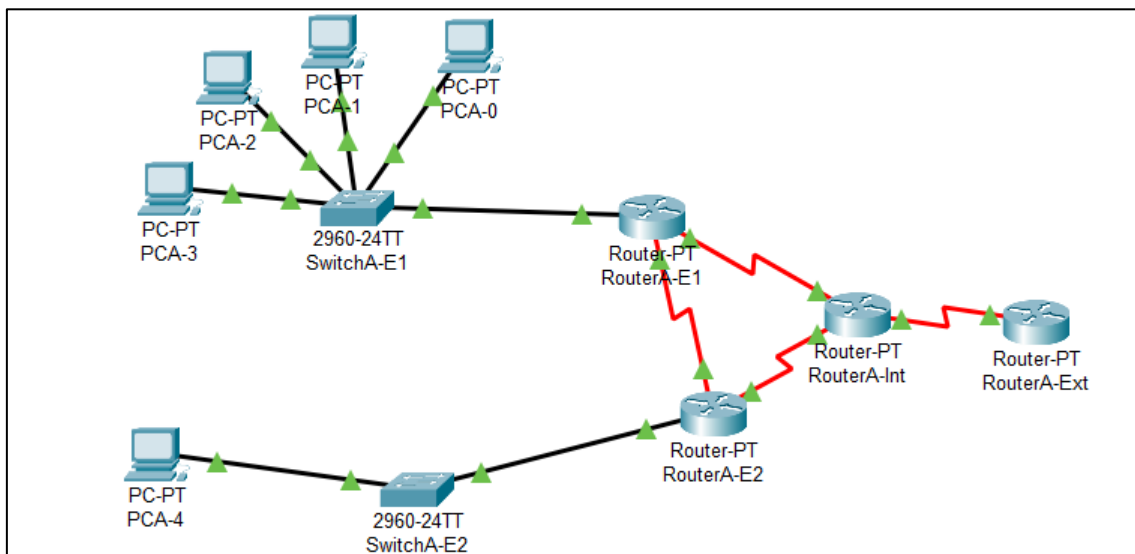 PC-PT
PCA-1
PC-PT
PCA-0
PC-PT
PCA-2
PC-PT
PCA-3
2960-24TT
SwitchA-E1
Router-PT
RouterA-E1
Router-PT
RouterA-Int
Router-PT
RouterA-Ext
Router-PT
RouterA-E2
PC-PT
PCA-4
2960-24TT
SwitchA-E2